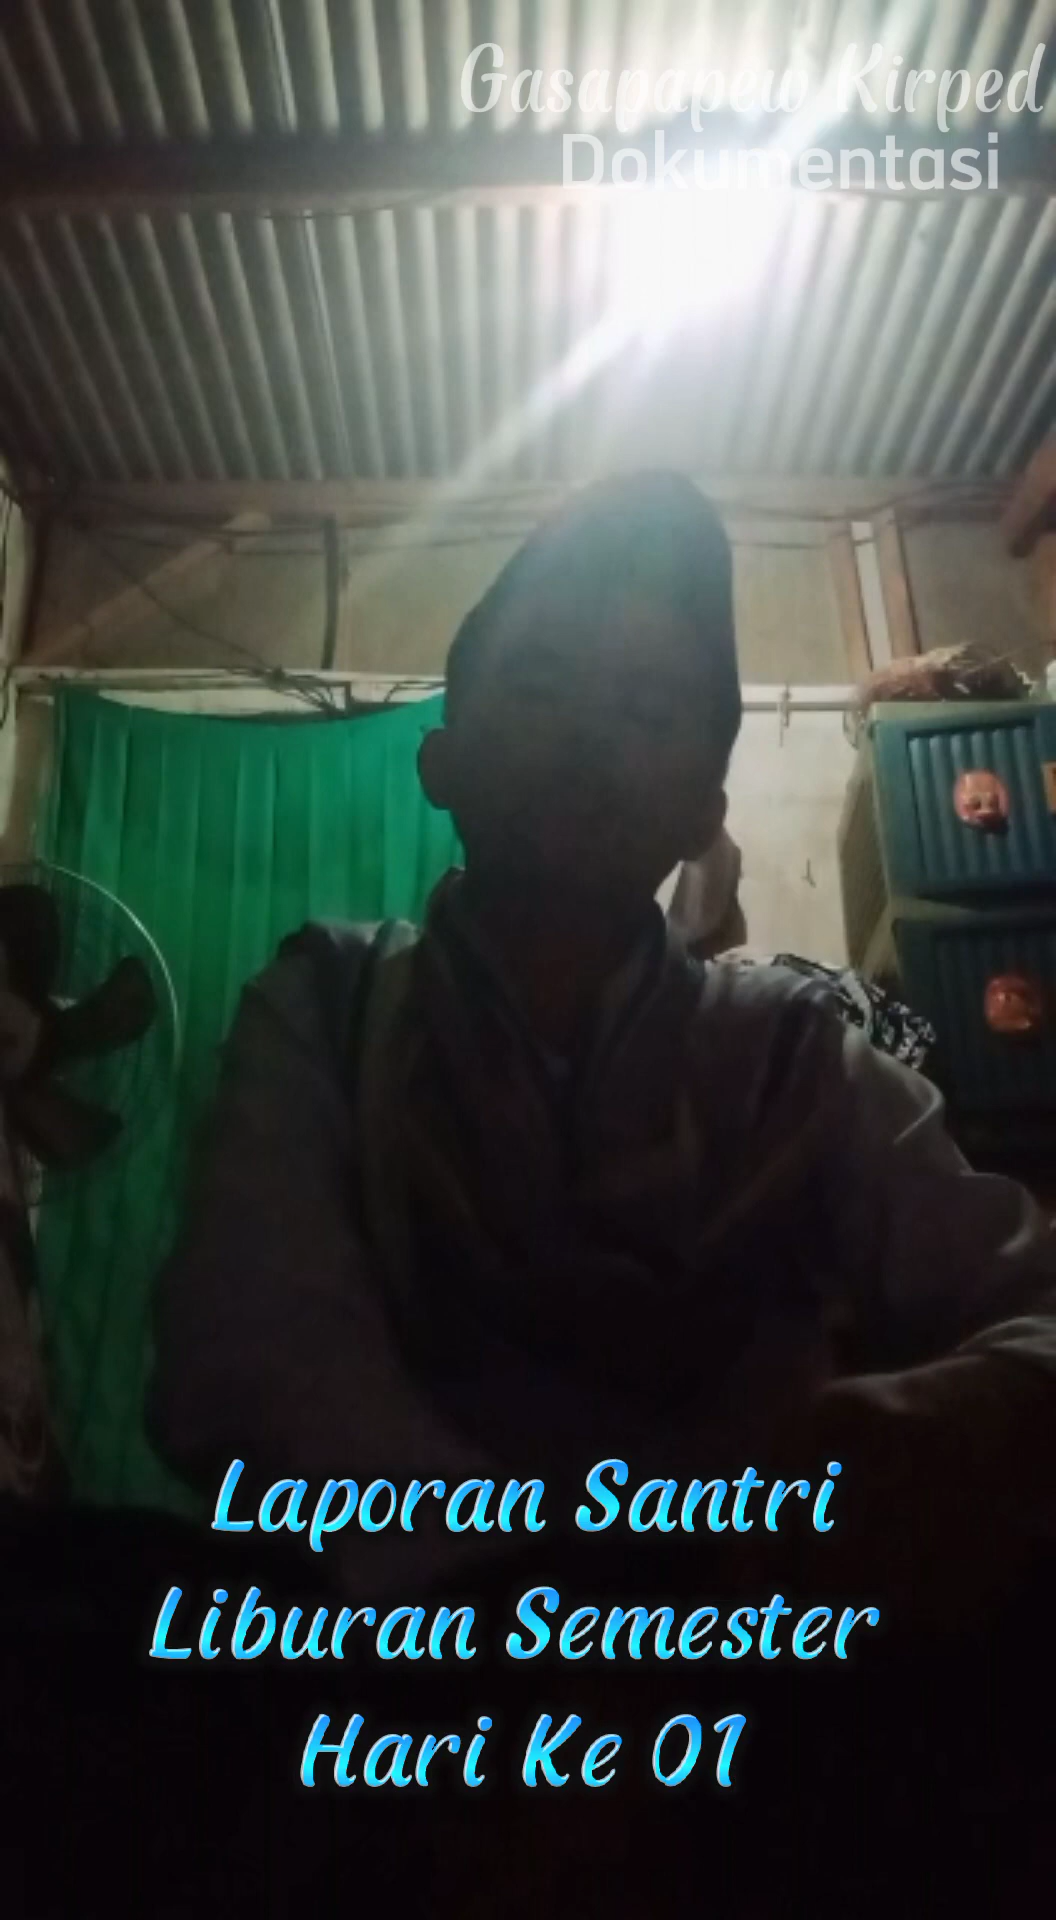 Gasapapew Kirped
Dokumentasi
Laporan Santri
Liburan Semester
Hari Ke 01